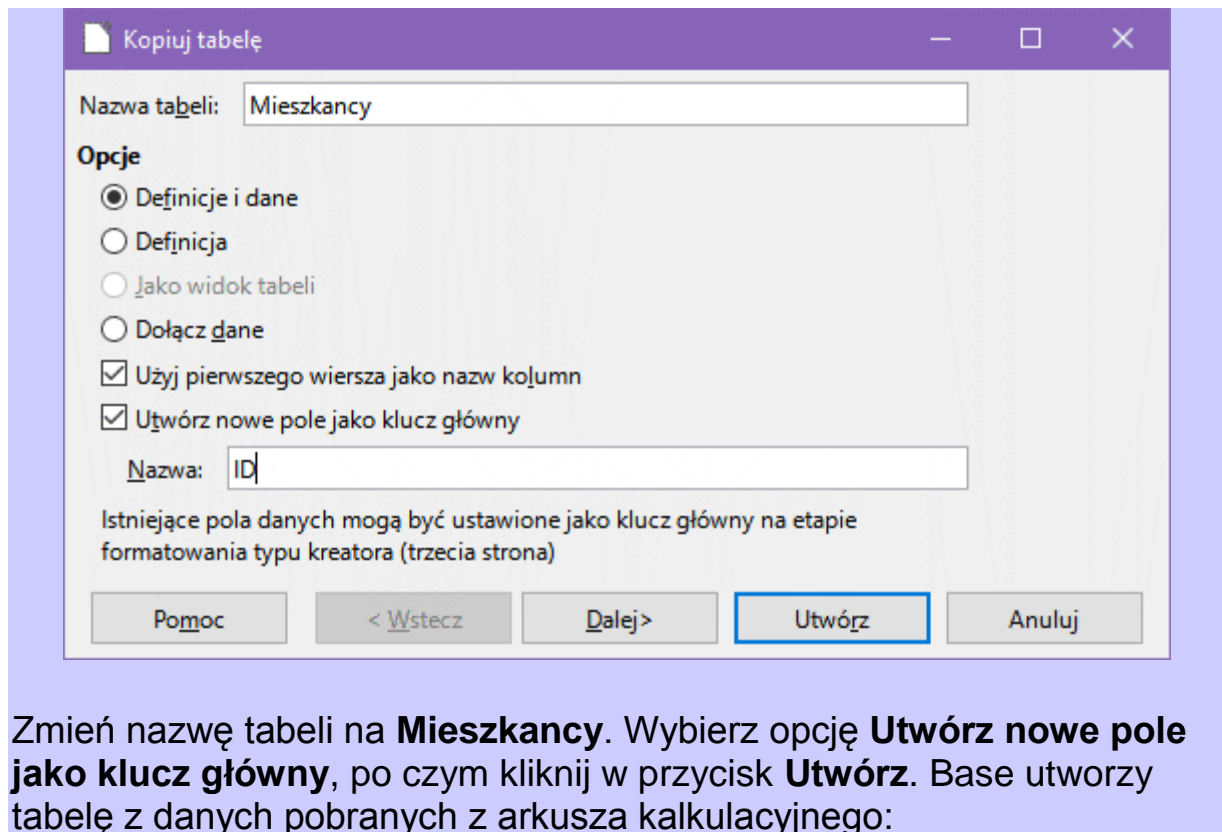 Kopiuj tabelę
Nazwa tabeli: Mieszkancy
Opcje
Definicje i dane
Definicja
Jako widok tabeli
Dołącz dane
Użyj pierwszego wiersza jako nazw kolumn
Utwórz nowe pole jako klucz główny
Nazwa: ID
Istniejące pola danych mogą być ustawione jako klucz główny na etapie
formatowania typu kreatora (trzecia strona)
Pomoc < Wstecz Dalej> Utwórz Anuluj
Zmień nazwę tabeli na Mieszkancy. Wybierz opcję Utwórz nowe pole
jako klucz główny, po czym kliknij w przycisk Utwórz. Base utworzy
tabelę z danych pobranych z arkusza kalkulacyjnego: